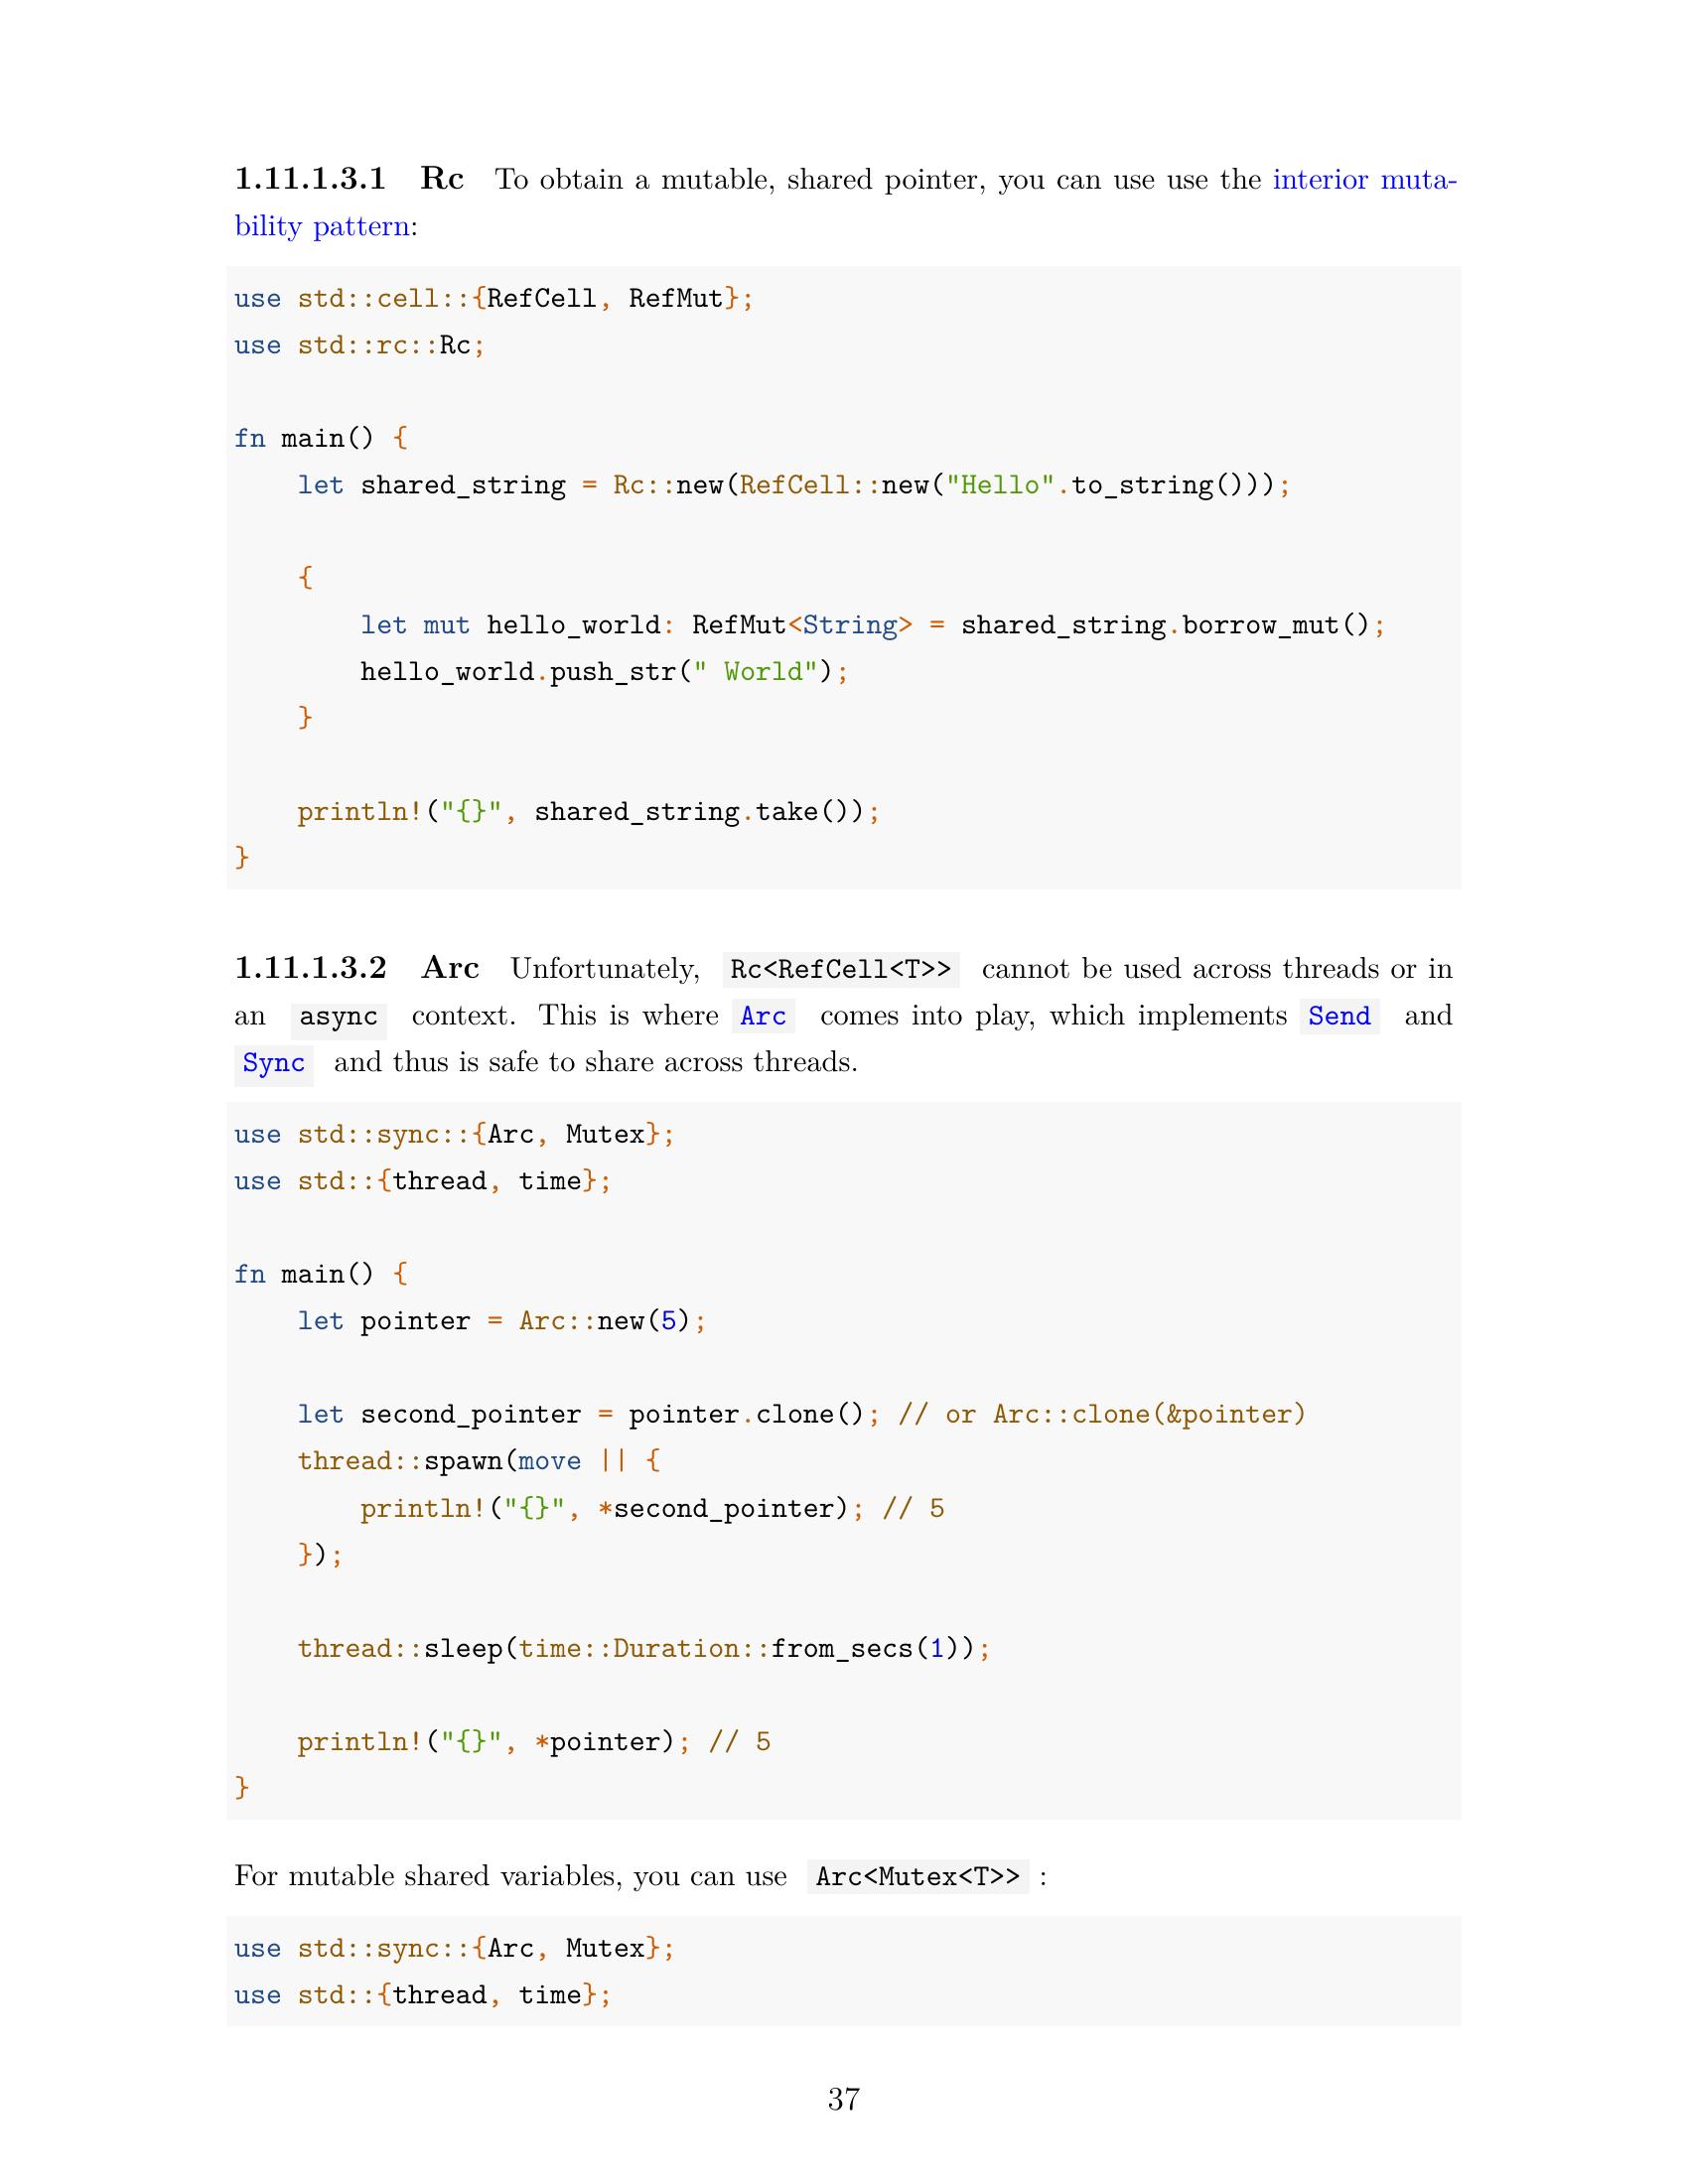 1.11.1.3.1 Rc To obtain a mutable, shared pointer, you can use use the interior muta-
bility pattern:
use std::cell::{RefCell, RefMut};
use std::rc::Rc;
fn main() {
    let shared_string = Rc::new(RefCell::new("Hello".to_string()));
    {
        let mut hello_world: RefMut<String> = shared_string.borrow_mut();
        hello_world.push_str(" World");
    }
    println!("{}", shared_string.take());
}
1.11.1.3.2 Arc Unfortunately, Rc<RefCell<T>> cannot be used across threads or in
an async context. This is where Arc comes into play, which implements Send and
Sync and thus is safe to share across threads.
use std::sync::{Arc, Mutex};
use std::{thread, time};
fn main() {
    let pointer = Arc::new(5);
    let second_pointer = pointer.clone(); // or Arc::clone(&pointer)
    thread::spawn(move || {
        println!("{}", *second_pointer); // 5
    });
    thread::sleep(time::Duration::from_secs(1));
    println!("{}", *pointer); // 5
}
For mutable shared variables, you can use Arc<Mutex<T>> :
use std::sync::{Arc, Mutex};
use std::{thread, time};
37